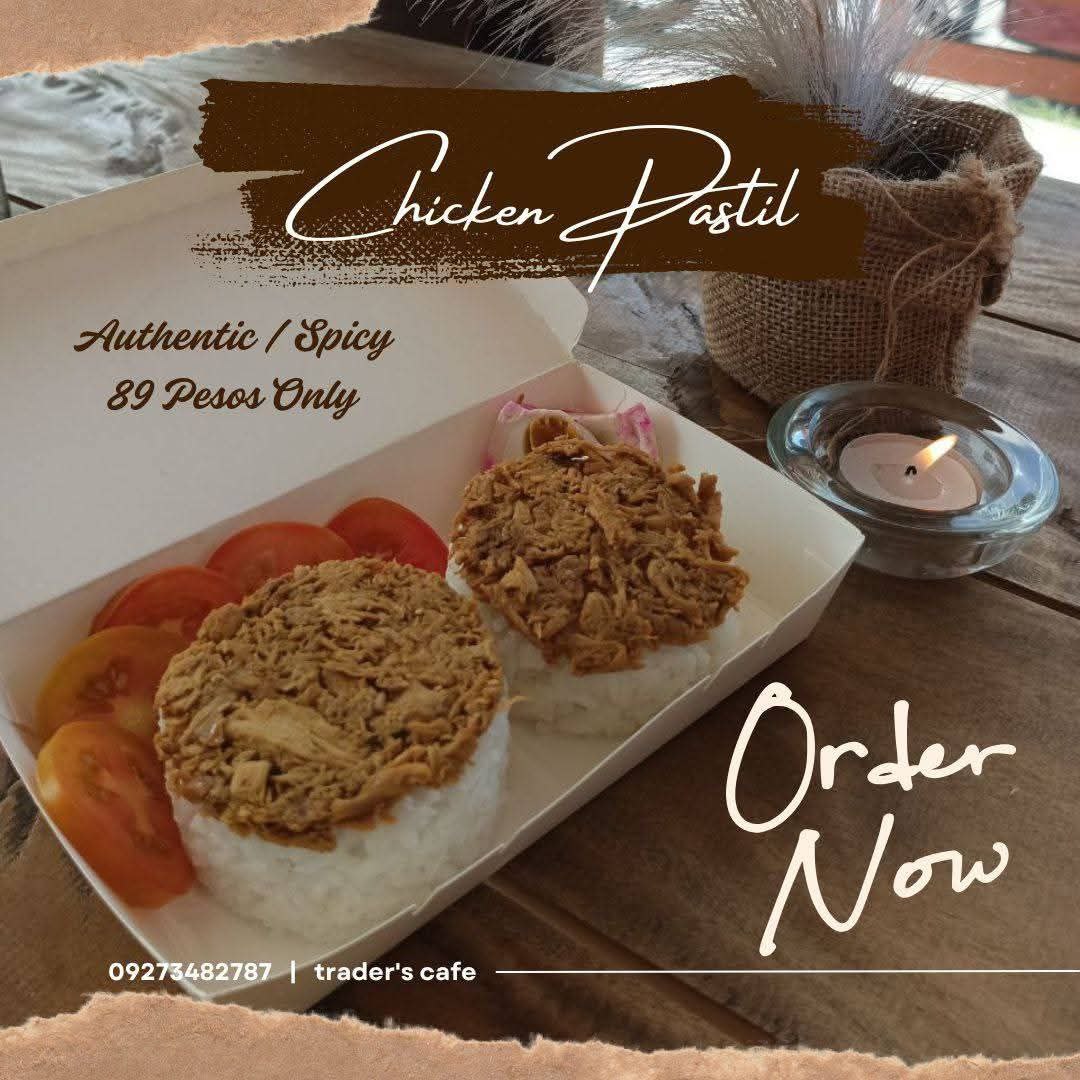 Chicken Pastil
Authentic / Spicy
89 Pesos Only
Order
Now
09273482787 | trader's cafe